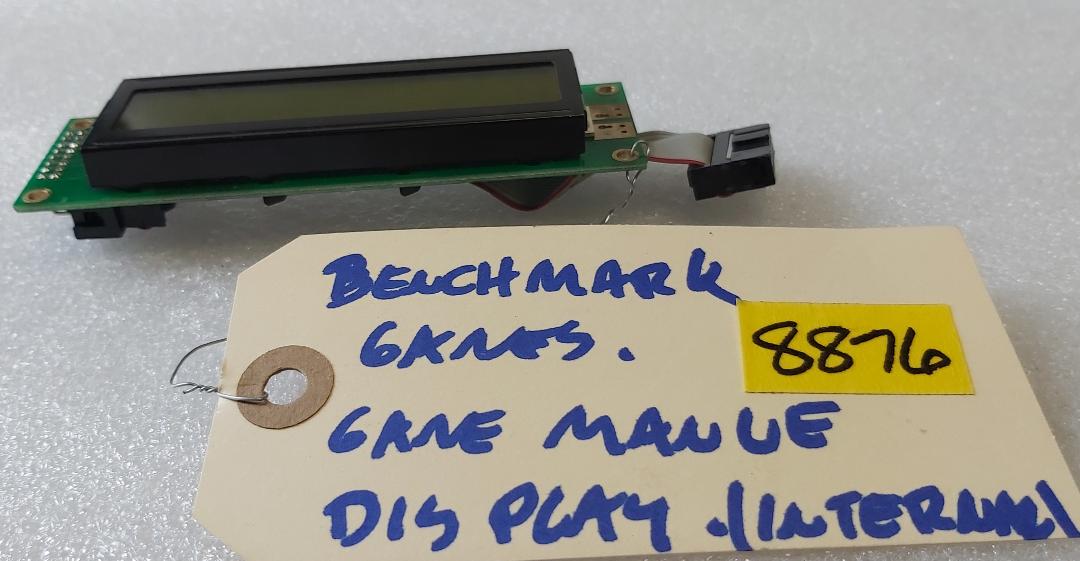 BENCHMARK
GAMES.
8876
GAME MANUE
DISPLAY. (INTERNAL)